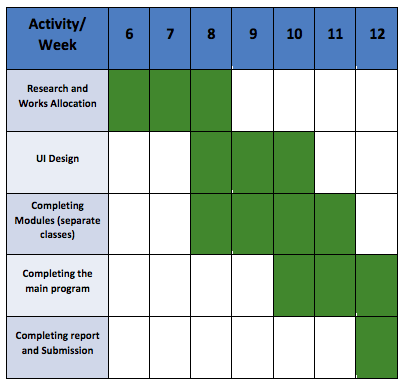 Activity/
Week
6 7 8 9 10 11 12
Research and
Works Allocation
UI Design
Completing
Modules (separate
classes)
Completing the
main program
Completing report
and Submission